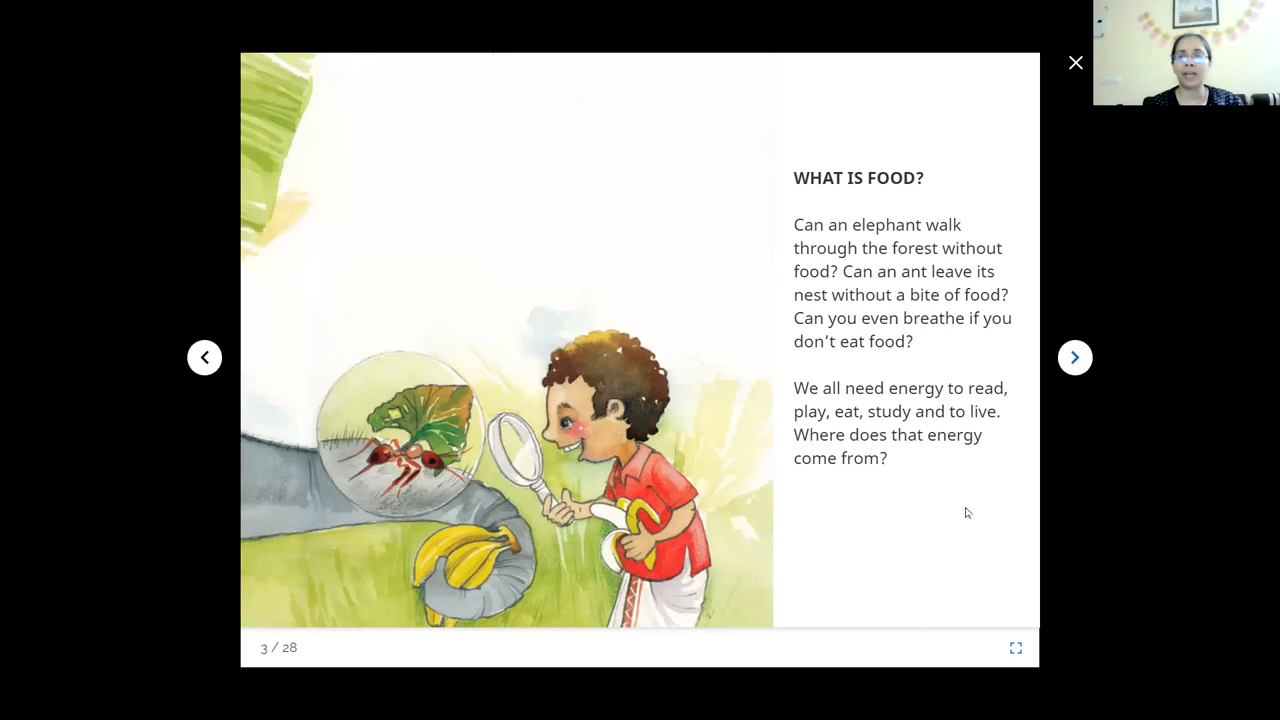 WHAT IS FOOD?
Can an elephant walk
through the forest without
food? Can an ant leave its
nest without a bite of food?
Can you even breathe if you
don’t eat food?
We all need energy to read,
play, eat, study and to live.
Where does that energy
come from?
3 / 28